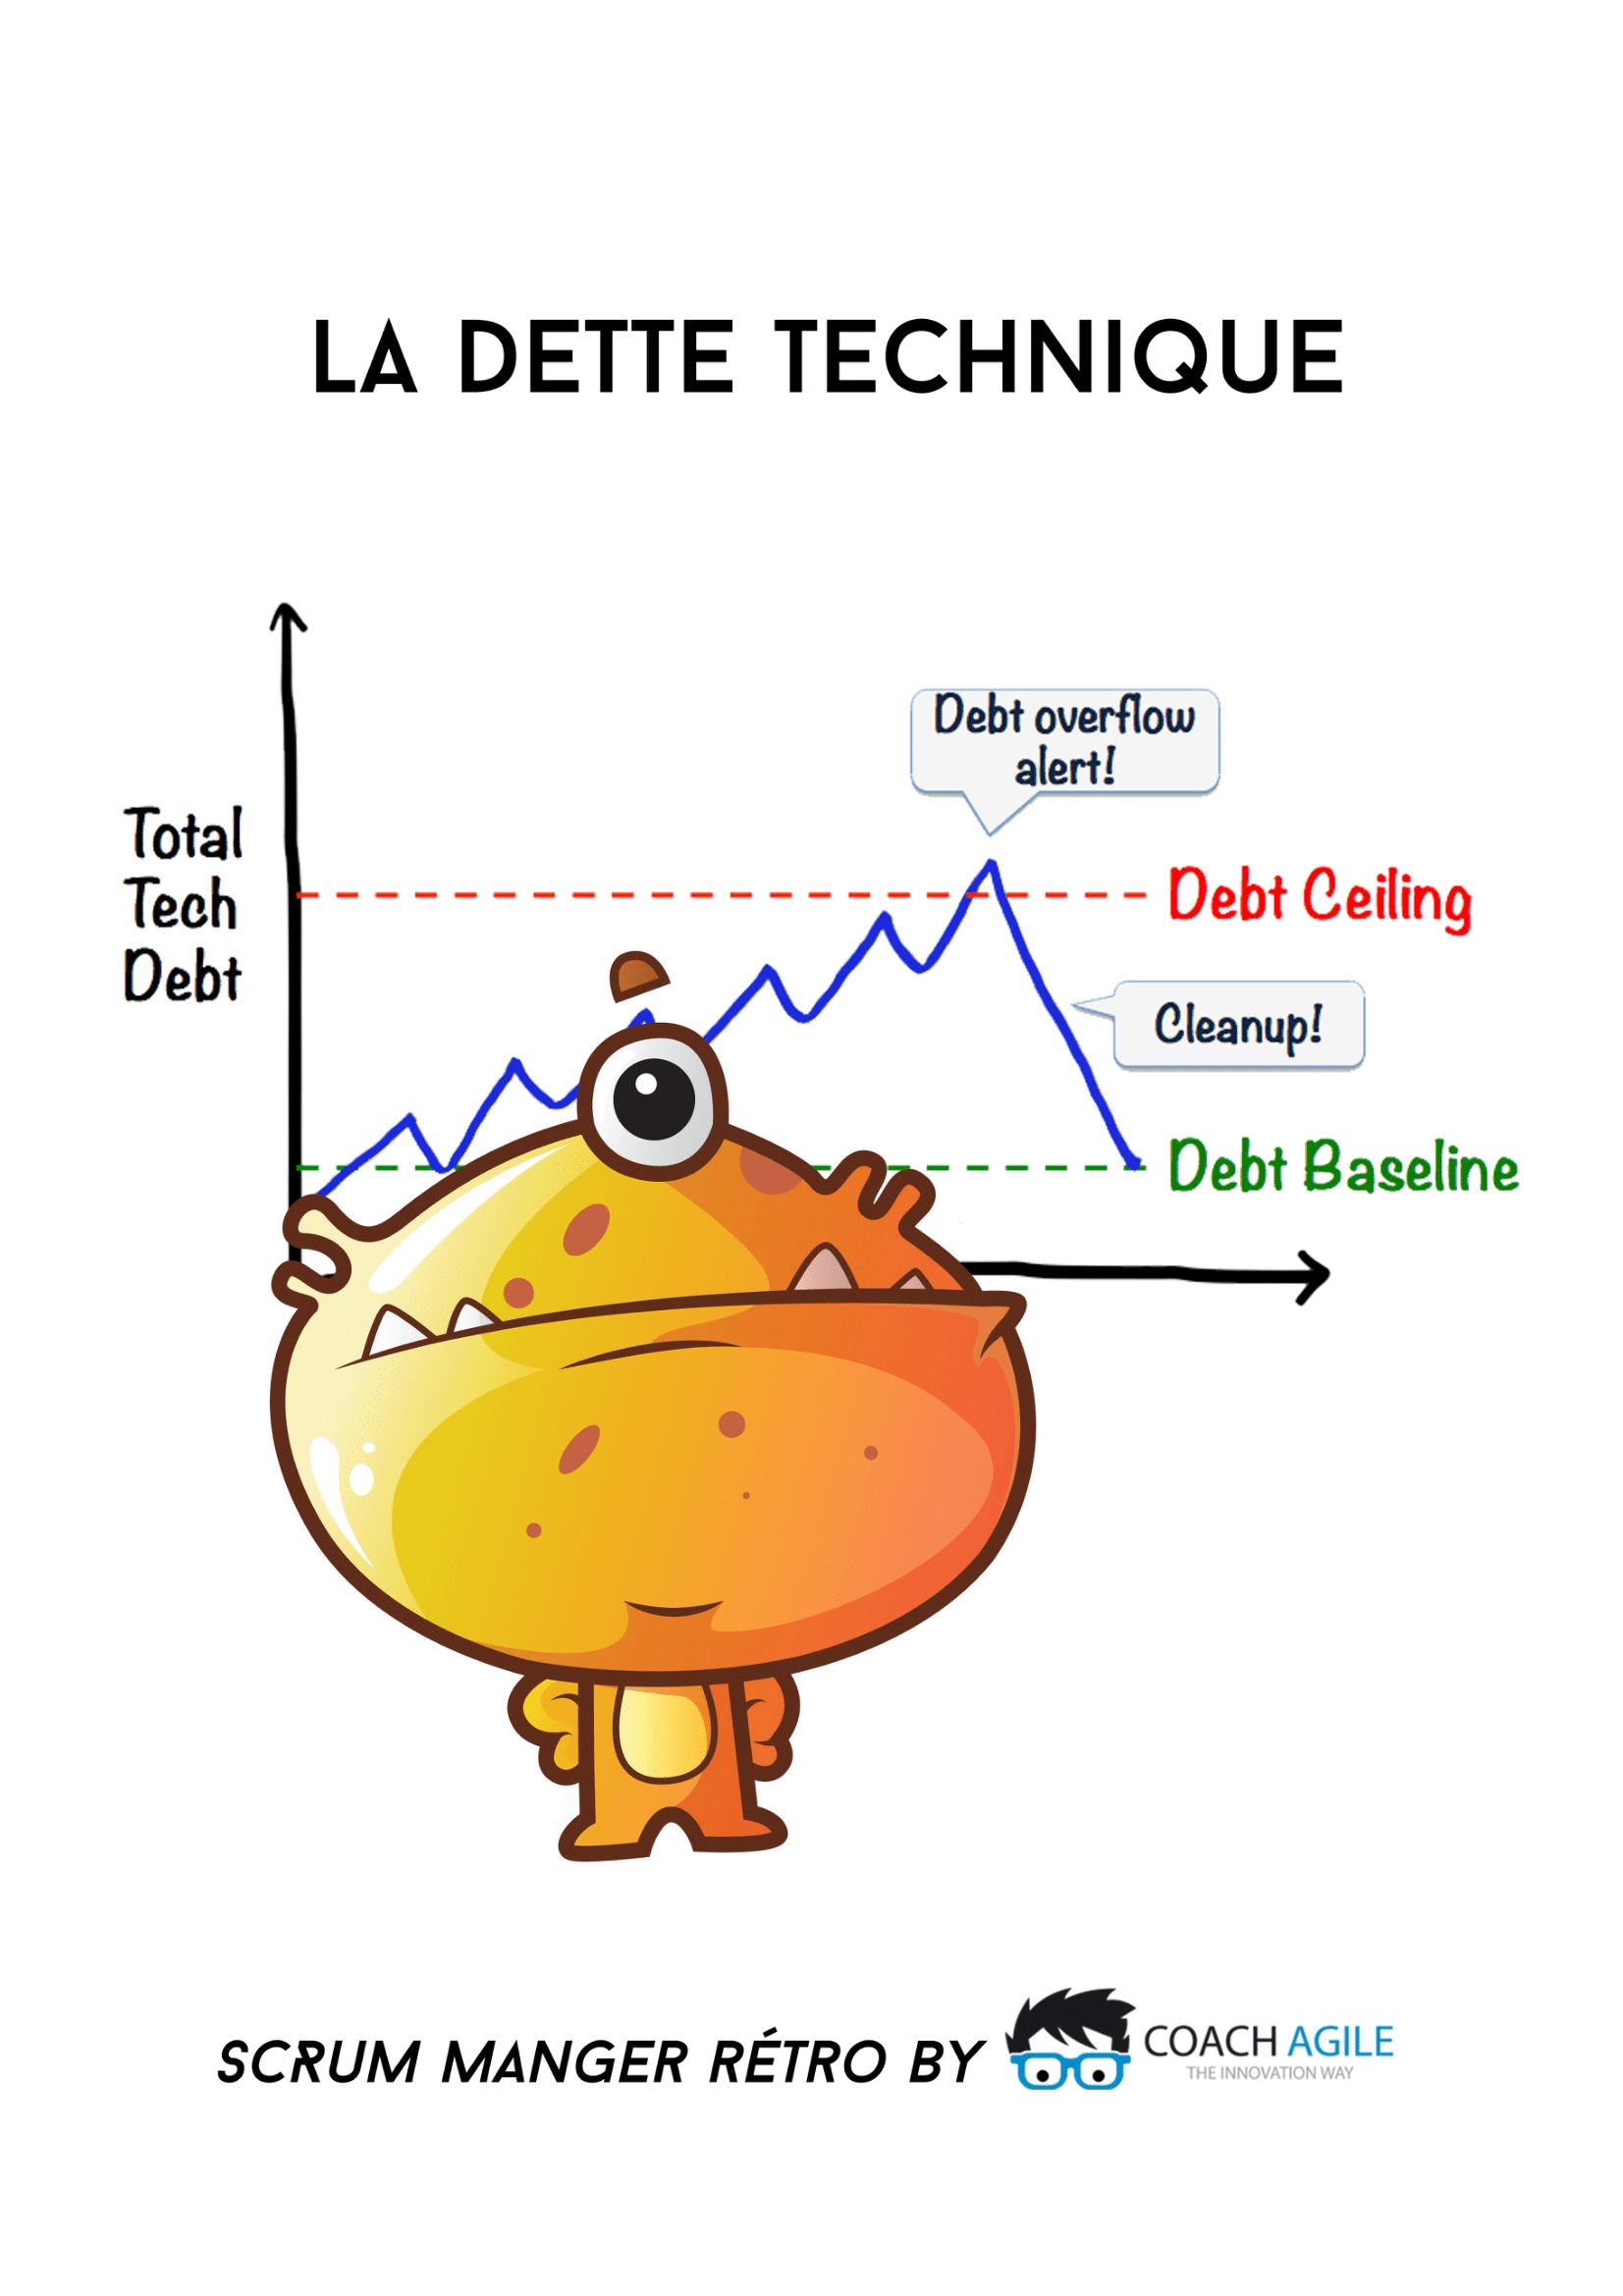 LA DETTE TECHNIQUE
Debt overflow
alert!
Total
Tech
Debt
Debt Ceiling
Cleanup!
Debt Baseline
SCRUM MANGER RÉTRO BY
COACH AGILE
THE INNOVATION WAY